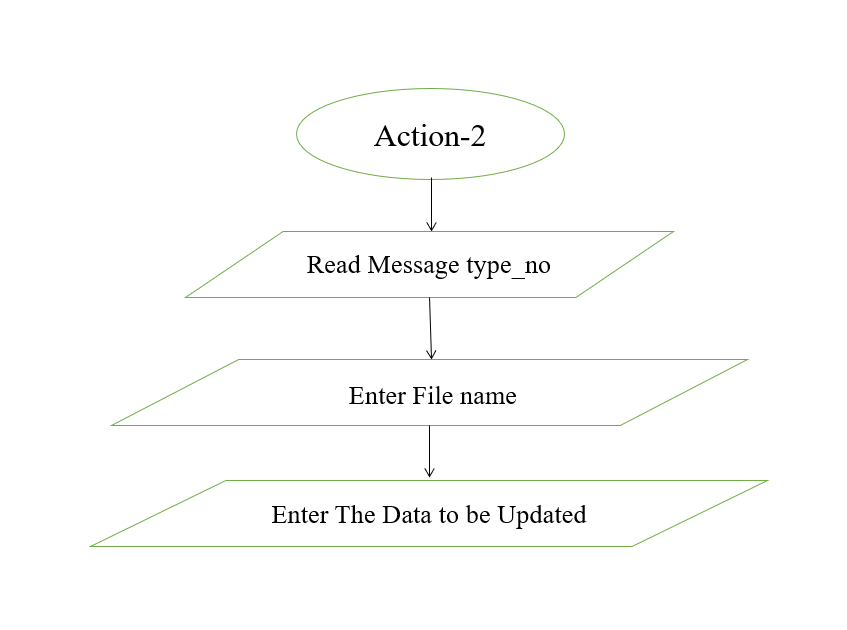 Action-2
Read Message type_no
Enter File name
Enter The Data to be Updated